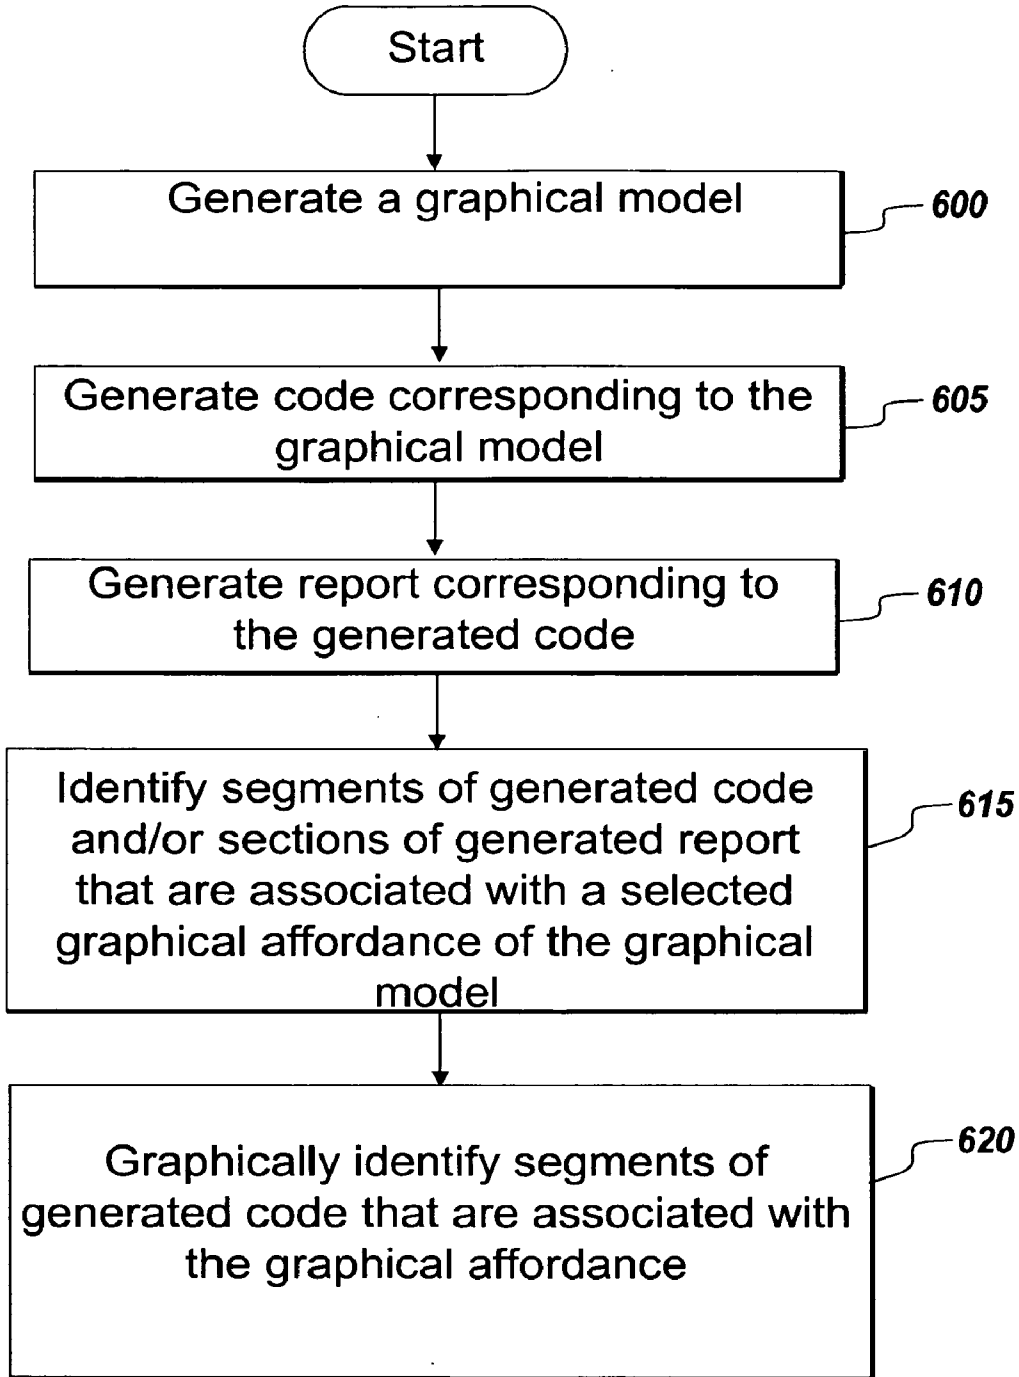 Start
Generate a graphical model
600
Generate code corresponding to the
graphical model
605
Generate report corresponding to
the generated code
610
Identify segments of generated code
and/or sections of generated report
that are associated with a selected
graphical affordance of the graphical
model
615
Graphically identify segments of
generated code that are associated with
the graphical affordance
620